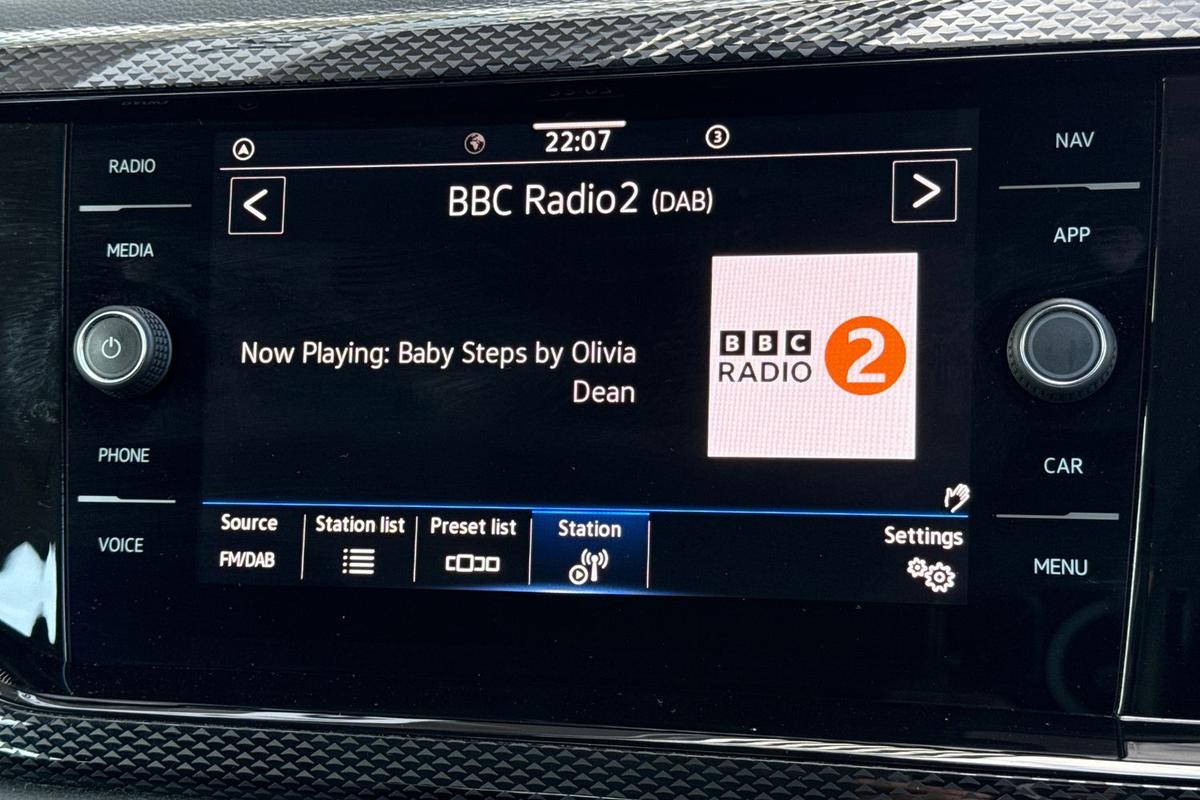 22:07
3
RADIO
MEDIA
PHONE
VOICE
BBC Radio2 (DAB)
Now Playing: Baby Steps by Olivia
Dean
BBC
RADIO 2
Source
FM/DAB
Station list
Preset list
Station
Settings
NAV
APP
CAR
MENU